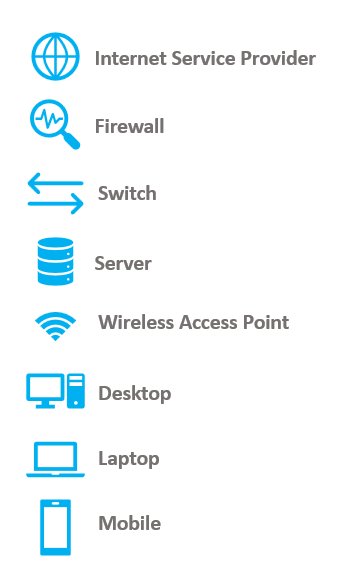 Internet Service Provider
Firewall
Switch
Server
Wireless Access Point
Desktop
Laptop
Mobile